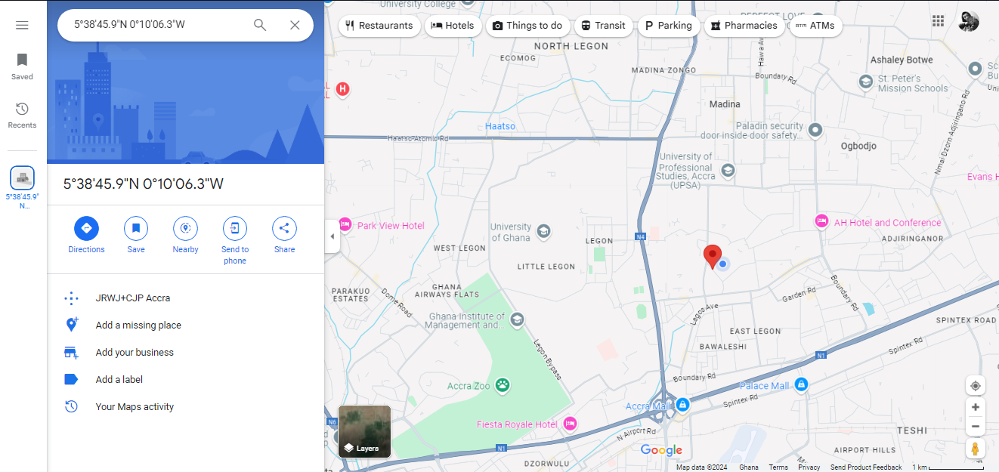 5°38'45.9"N 0°10'06.3"W
Saved
Recents
5°38'45.9"
N...
5°38'45.9"N 0°10'06.3"W
Directions
Save
Nearby
Send to
phone
Share
JRWJ+CJP Accra
Add a missing place
Add your business
Add a label
Your Maps activity
University College
PERFECT LOVE
Restaurants
Hotels
Things to do
Transit
Parking
Pharmacies
ATM
ATMs
NORTH LEGON
ECOMOG
MADINA ZONGO
Hawa
Boundary Rd
Ashaley Botwe
St. Peter's
Mission Schools
Sc
Bu
H
Madina
Haatso
Haatso-Atomic Rd
Paladin security
door-inside door safety...
Ogbodjo
Nmai Dzorn Adjiringano Rd
University of
Professional
Studies, Accra
(UPSA)
Evans H
Park View Hotel
University
of Ghana
N4
LEGON
AH Hotel and Conference
ADJIRINGANOR
WEST LEGON
LITTLE LEGON
GHANA
AIRWAYS FLATS
PARAKUO
ESTATES
Dome Road
Boundary Rd
Garden Rd
Lagos Ave
Ghana Institute of
Management and...
EAST LEGON
BAWALESHI
SPINTEX ROAD
Legon Bypass
N1
Spintex Rd
Boundary Rd
Accra Zoo
Palace Mall
Accra Mall
Spintex Rd
N6
Fiesta Royale Hotel
N Airport Rd
TESHI
Layers
N1
DZORWULU
AIRPORT HILLS
Google
Map data ©2024
Ghana
Terms
Privacy
Send Product Feedback
1 km